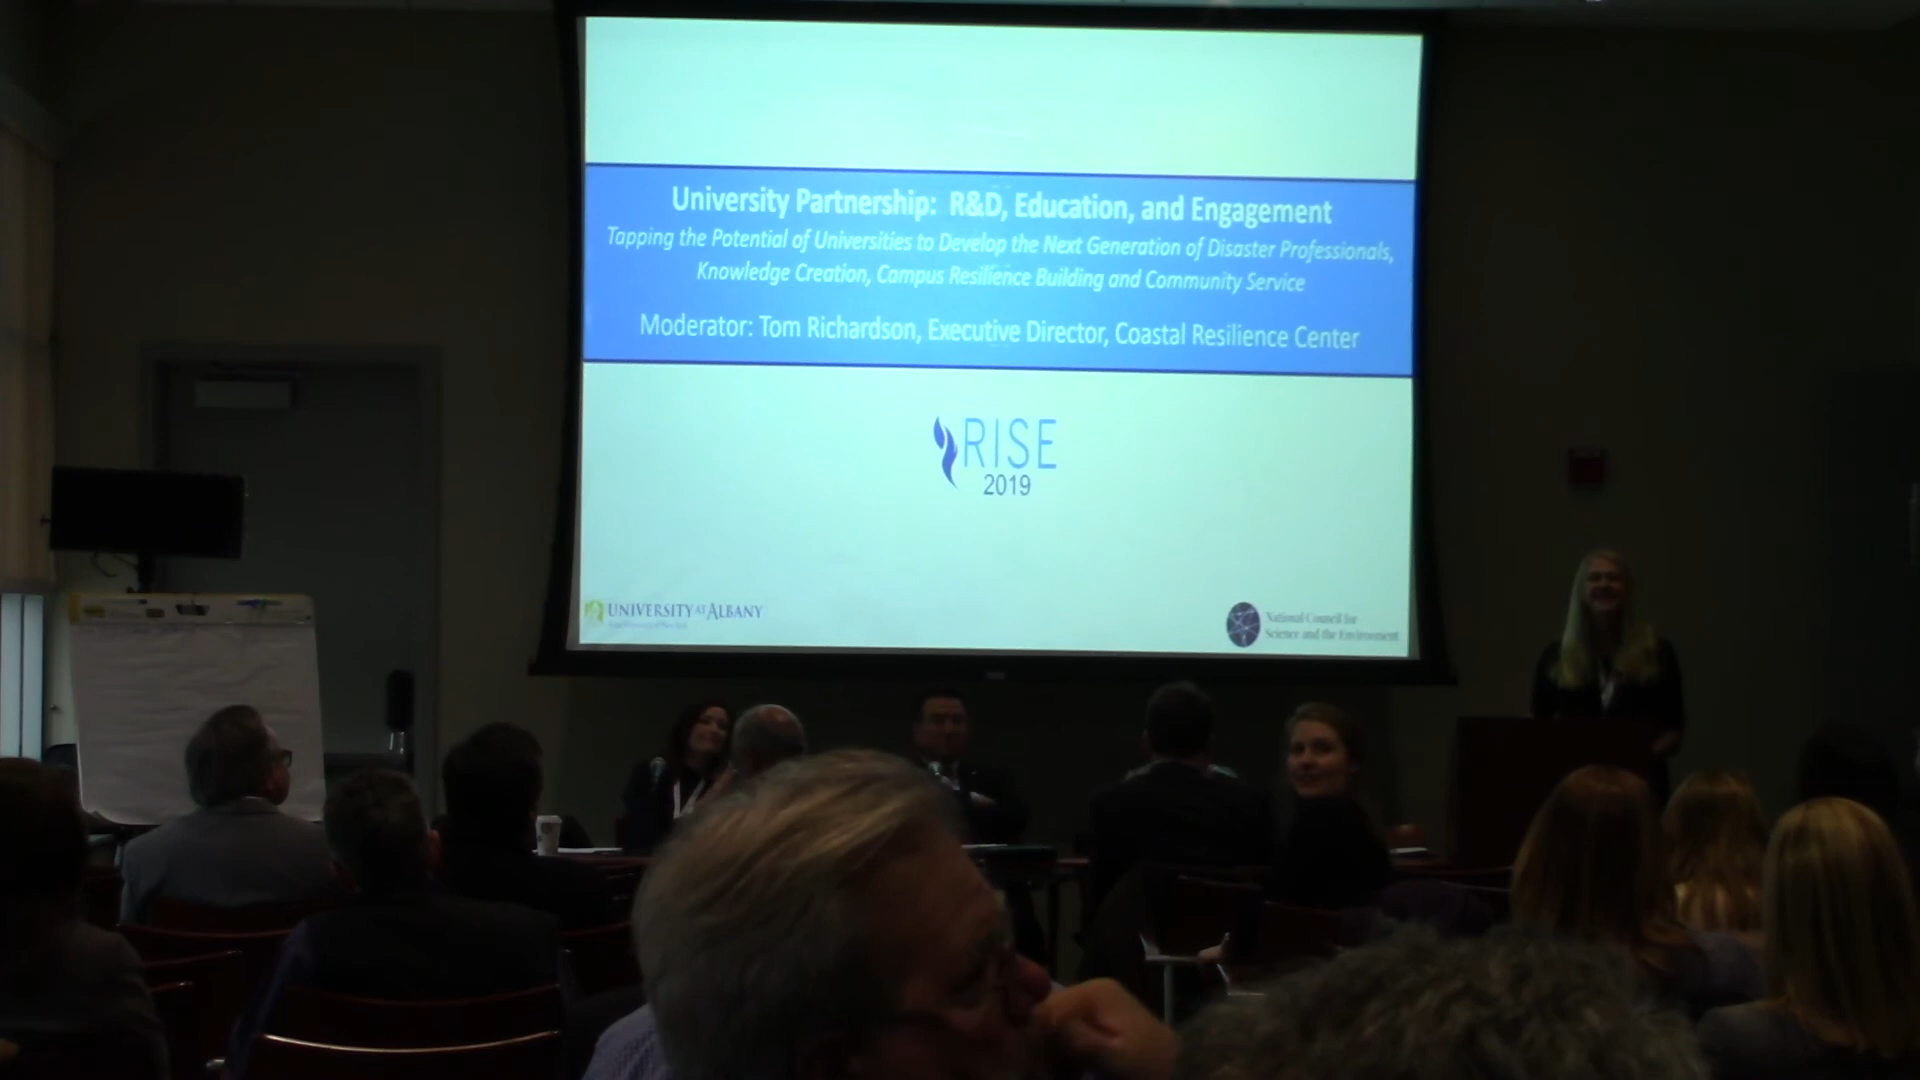 University Partnership: R&D, Education, and Engagement
Tapping the Potential of Universities to Develop the Next Generation of Disaster Professionals,
Knowledge Creation, Campus Resilience Building and Community Service
Moderator: Tom Richardson, Executive Director, Coastal Resilience Center
RISE
2019
UNIVERSITY AT ALBANY
National Council for
Science and the Environment